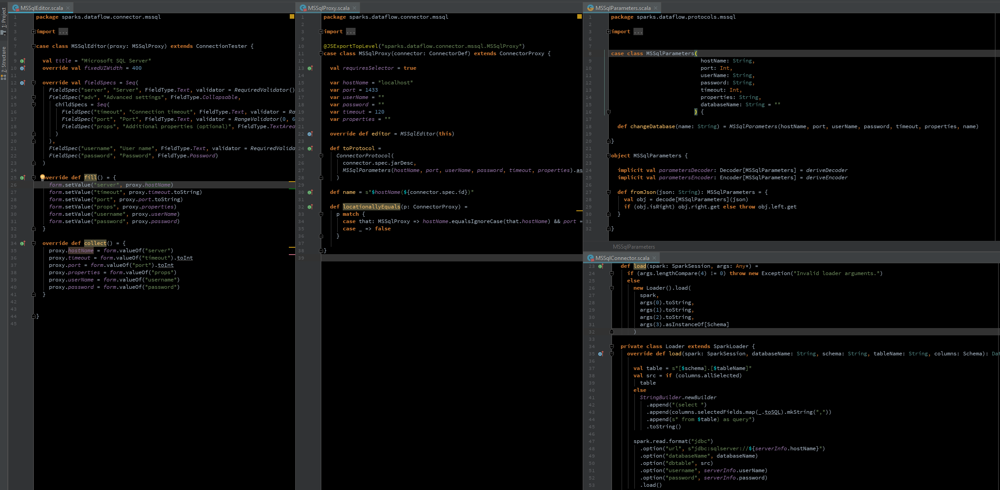 1: Project
7: Structure
MSSqlEditor.scala
package sparks.dataflow.connector.mssql
import ...
case class MSSqlEditor(proxy: MSSqlProxy) extends ConnectionTester {
val title = "Microsoft SQL Server"
override val fixedUIWidth = 400
override val fieldSpecs = Seq(
FieldSpec("server", "Server", FieldType.Text, validator = RequiredValidator()
FieldSpec("adv", "Advanced settings", FieldType.Collapsable,
childSpecs = Seq(
FieldSpec("timeout", "Connection timeout", FieldType.Text, validator = Ra
FieldSpec("port", "Port", FieldType.Text, validator = RangeValidator(0, 6
FieldSpec("props", "Additional properties (optional)", FieldType.TextArea
)
),
FieldSpec("username", "User name", FieldType.Text, validator = RequiredValida
FieldSpec("password", "Password", FieldType.Password)
)
override def fill() = {
form.setValue("server", proxy.hostName)
form.setValue("timeout", proxy.timeout.toString)
form.setValue("port", proxy.port.toString)
form.setValue("props", proxy.properties)
form.setValue("username", proxy.userName)
form.setValue("password", proxy.password)
}
override def collect() = {
proxy.hostName = form.valueOf("server")
proxy.timeout = form.valueOf("timeout").toInt
proxy.port = form.valueOf("port").toInt
proxy.properties = form.valueOf("props")
proxy.userName = form.valueOf("username")
proxy.password = form.valueOf("password")
}
}
MSSqlProxy.scala
package sparks.dataflow.connector.mssql
import ...
@JSExportTopLevel("sparks.dataflow.connector.mssql.MSSqlProxy")
case class MSSqlProxy(connector: ConnectorDef) extends ConnectorProxy {
val requiresSelector = true
var hostName = "localhost"
var port = 1433
var userName = ""
var password = ""
var timeout = 120
var properties = ""
override def editor = MSSqlEditor(this)
def toProtocol =
ConnectorProtocol(
connector.spec.jarDesc,
MSSqlParameters(hostName, port, userName, password, timeout, properties).as
)
def name = s"$hostName(${connector.spec.id})"
def locationallyEquals(p: ConnectorProxy) =
p match {
case that: MSSqlProxy => hostName.equalsIgnoreCase(that.hostName) && port =
case _ => false
}
}
MSSqlParameters.scala
package sparks.dataflow.protocols.mssql
import ...
case class MSSqlParameters(
hostName: String,
port: Int,
userName: String,
password: String,
timeout: Int,
properties: String,
databaseName: String = ""
) {
def changeDatabase(name: String) = MSSqlParameters(hostName, port, userName, password, timeout, properties, name)
}
object MSSqlParameters {
implicit val parametersDecoder: Decoder[MSSqlParameters] = deriveDecoder
implicit val parametersEncoder: Encoder[MSSqlParameters] = deriveEncoder
def fromJson(json: String): MSSqlParameters = {
val obj = decode[MSSqlParameters](json)
if (obj.isRight) obj.right.get else throw obj.left.get
}
}
MSSqlParameters
MSSqlConnector.scala
def load(spark: SparkSession, args: Any*) =
if (args.lengthCompare(4) != 0) throw new Exception("Invalid loader arguments.")
else
new Loader().load(
spark,
args(0).toString,
args(1).toString,
args(2).toString,
args(3).asInstanceOf[Schema]
)
private class Loader extends SparkLoader {
override def load(spark: SparkSession, databaseName: String, schema: String, tableName: String, columns: Schema): Dat
val table = s"[$schema].[$tableName]"
val src = if (columns.allSelected)
table
else
StringBuilder.newBuilder
.append("(select ")
.append(columns.selectedFields.map(_.toSQL).mkString(","))
.append(s" from $table) as query")
.toString()
spark.read.format("jdbc")
.option("url", s"jdbc:sqlserver://${serverInfo.hostName}")
.option("databaseName", databaseName)
.option("dbtable", src)
.option("username", serverInfo.userName)
.option("password", serverInfo.password)
.load()